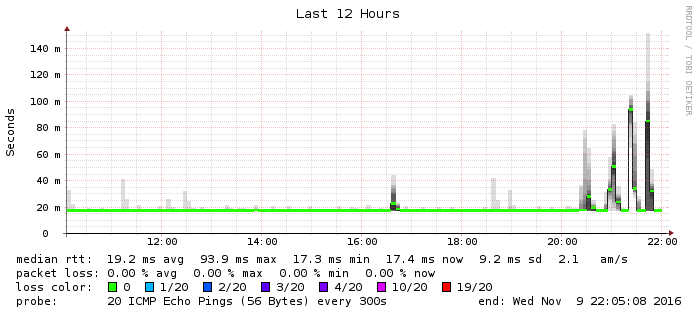 Last 12 Hours
RRDTOOL / TOBI OETIKER
Seconds
140 m
120 m
100 m
80 m
60 m
40 m
20 m
0
12:00 14:00 16:00 18:00 20:00 22:00
median rtt: 19.2 ms avg 93.9 ms max 17.3 ms min 17.4 ms now 9.2 ms sd 2.1 am/s
packet loss: 0.00 % avg 0.00 % max 0.00 % min 0.00 % now
loss color: 0 1/20 2/20 3/20 4/20 10/20 19/20
probe: 20 ICMP Echo Pings (56 Bytes) every 300s end: Wed Nov 9 22:05:08 2016